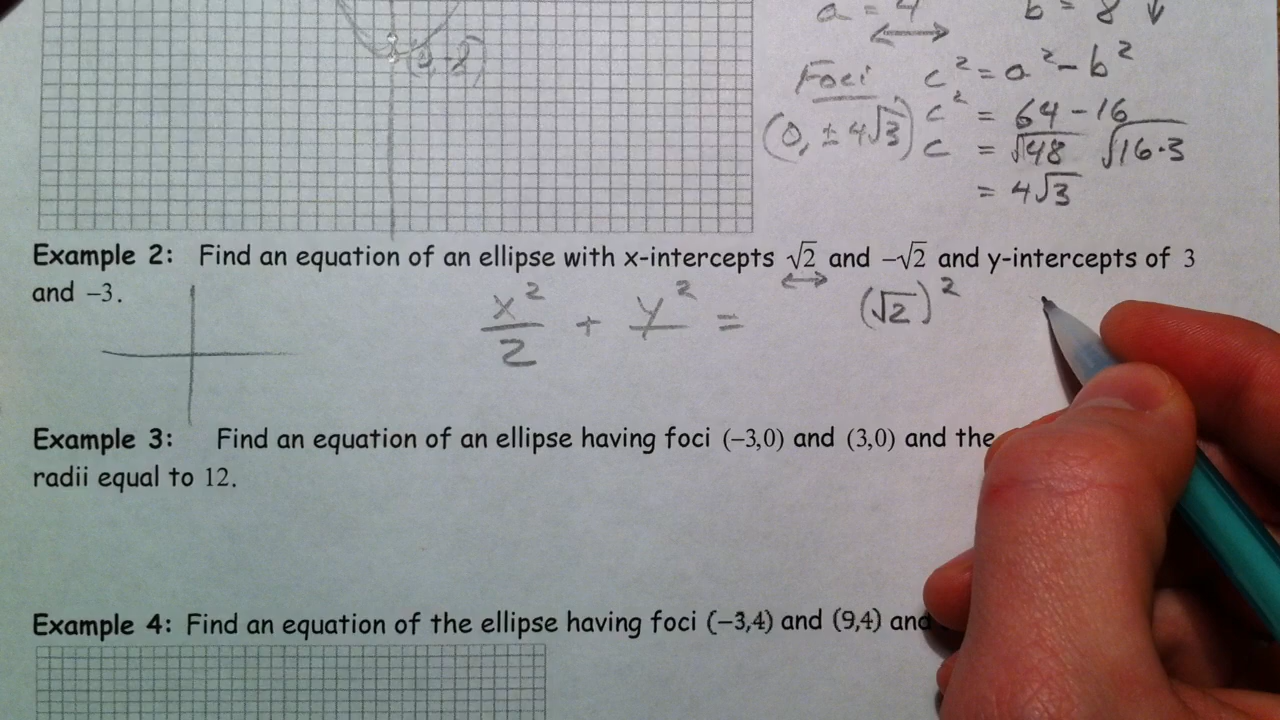 a = 4 b = 8 ↓
(0,-8)
Foci c² = a² - b²
c² = 64 - 16
(0, ± 4√3) c = √48 √16·3
= 4√3
Example 2: Find an equation of an ellipse with x-intercepts √2 and -√2 and y-intercepts of 3
and -3.
x²/2 + y²/ = (√2)²
Example 3: Find an equation of an ellipse having foci (-3,0) and (3,0) and the
radii equal to 12.
Example 4: Find an equation of the ellipse having foci (-3,4) and (9,4) and